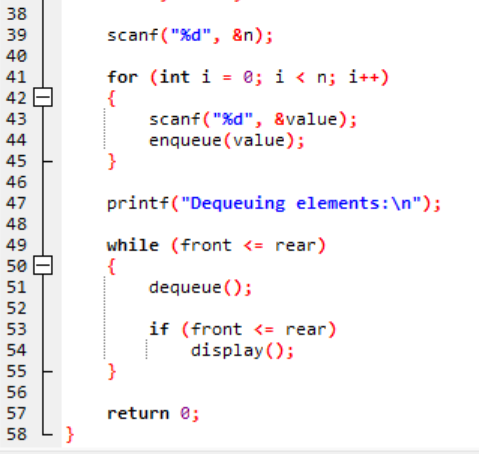 38
39 scanf("%d", &n);
40
41 for (int i = 0; i < n; i++)
42 {
43 scanf("%d", &value);
44 enqueue(value);
45 }
46
47 printf("Dequeuing elements:\n");
48
49 while (front <= rear)
50 {
51 dequeue();
52
53 if (front <= rear)
54 display();
55 }
56
57 return 0;
58 }